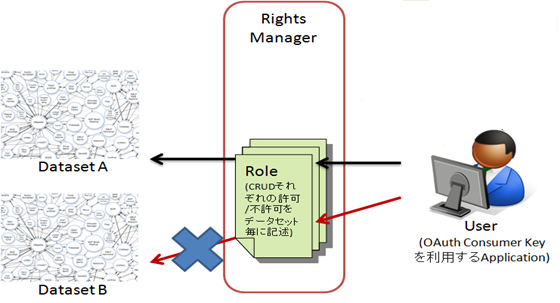 Rights
Manager
Dataset A
Role
(CRUDそれ
ぞれの許可
/不許可を
データセット
毎に記述)
User
(OAuth Consumer Key
を利用するApplication)
Dataset B